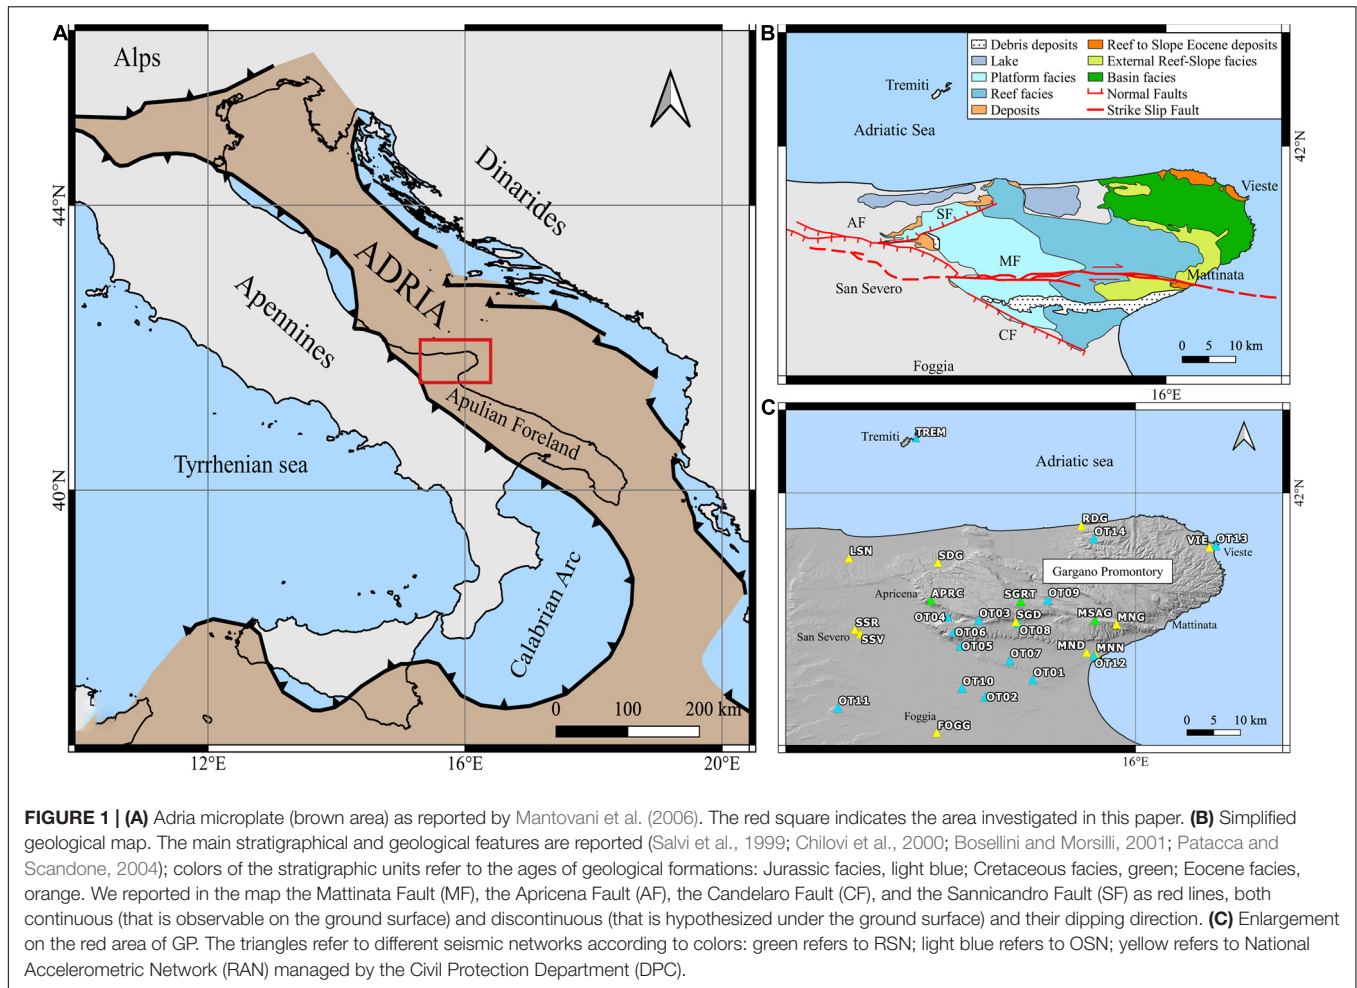 A
Alps
Dinarides
44°N
ADRIA
Apennines
Apulian Foreland
Tyrrhenian sea
40°N
Calabrian Arc
0 100 200 km
12°E 16°E 20°E
B
Debris deposits
Lake
Platform facies
Reef facies
Deposits
Reef to Slope Eocene deposits
External Reef-Slope facies
Basin facies
Normal Faults
Strike Slip Fault
Tremiti
Adriatic Sea
42°N
Vieste
SF
AF
MF
Mattinata
San Severo
CF
0 5 10 km
Foggia
16°E
C
Tremiti TREM
Adriatic sea
42°N
RDG
OT14
VIE OT13
Vieste
LSN
SDG
Gargano Promontory
Apricena APRC
SGRT OT09
OT04 OT03 SGD
MSAG MNG
Mattinata
SSR
OT06 OT08
San Severo SSV
OT05
MND MNN
OT07 OT12
OT10 OT01
OT11 OT02
Foggia
FOGG
0 5 10 km
16°E
FIGURE 1 | (A) Adria microplate (brown area) as reported by Mantovani et al. (2006). The red square indicates the area investigated in this paper. (B) Simplified
geological map. The main stratigraphical and geological features are reported (Salvi et al., 1999; Chilovi et al., 2000; Bosellini and Morsilli, 2001; Patacca and
Scandone, 2004); colors of the stratigraphic units refer to the ages of geological formations: Jurassic facies, light blue; Cretaceous facies, green; Eocene facies,
orange. We reported in the map the Mattinata Fault (MF), the Apricena Fault (AF), the Candelaro Fault (CF), and the Sannicandro Fault (SF) as red lines, both
continuous (that is observable on the ground surface) and discontinuous (that is hypothesized under the ground surface) and their dipping direction. (C) Enlargement
on the red area of GP. The triangles refer to different seismic networks according to colors: green refers to RSN; light blue refers to OSN; yellow refers to National
Accelerometric Network (RAN) managed by the Civil Protection Department (DPC).